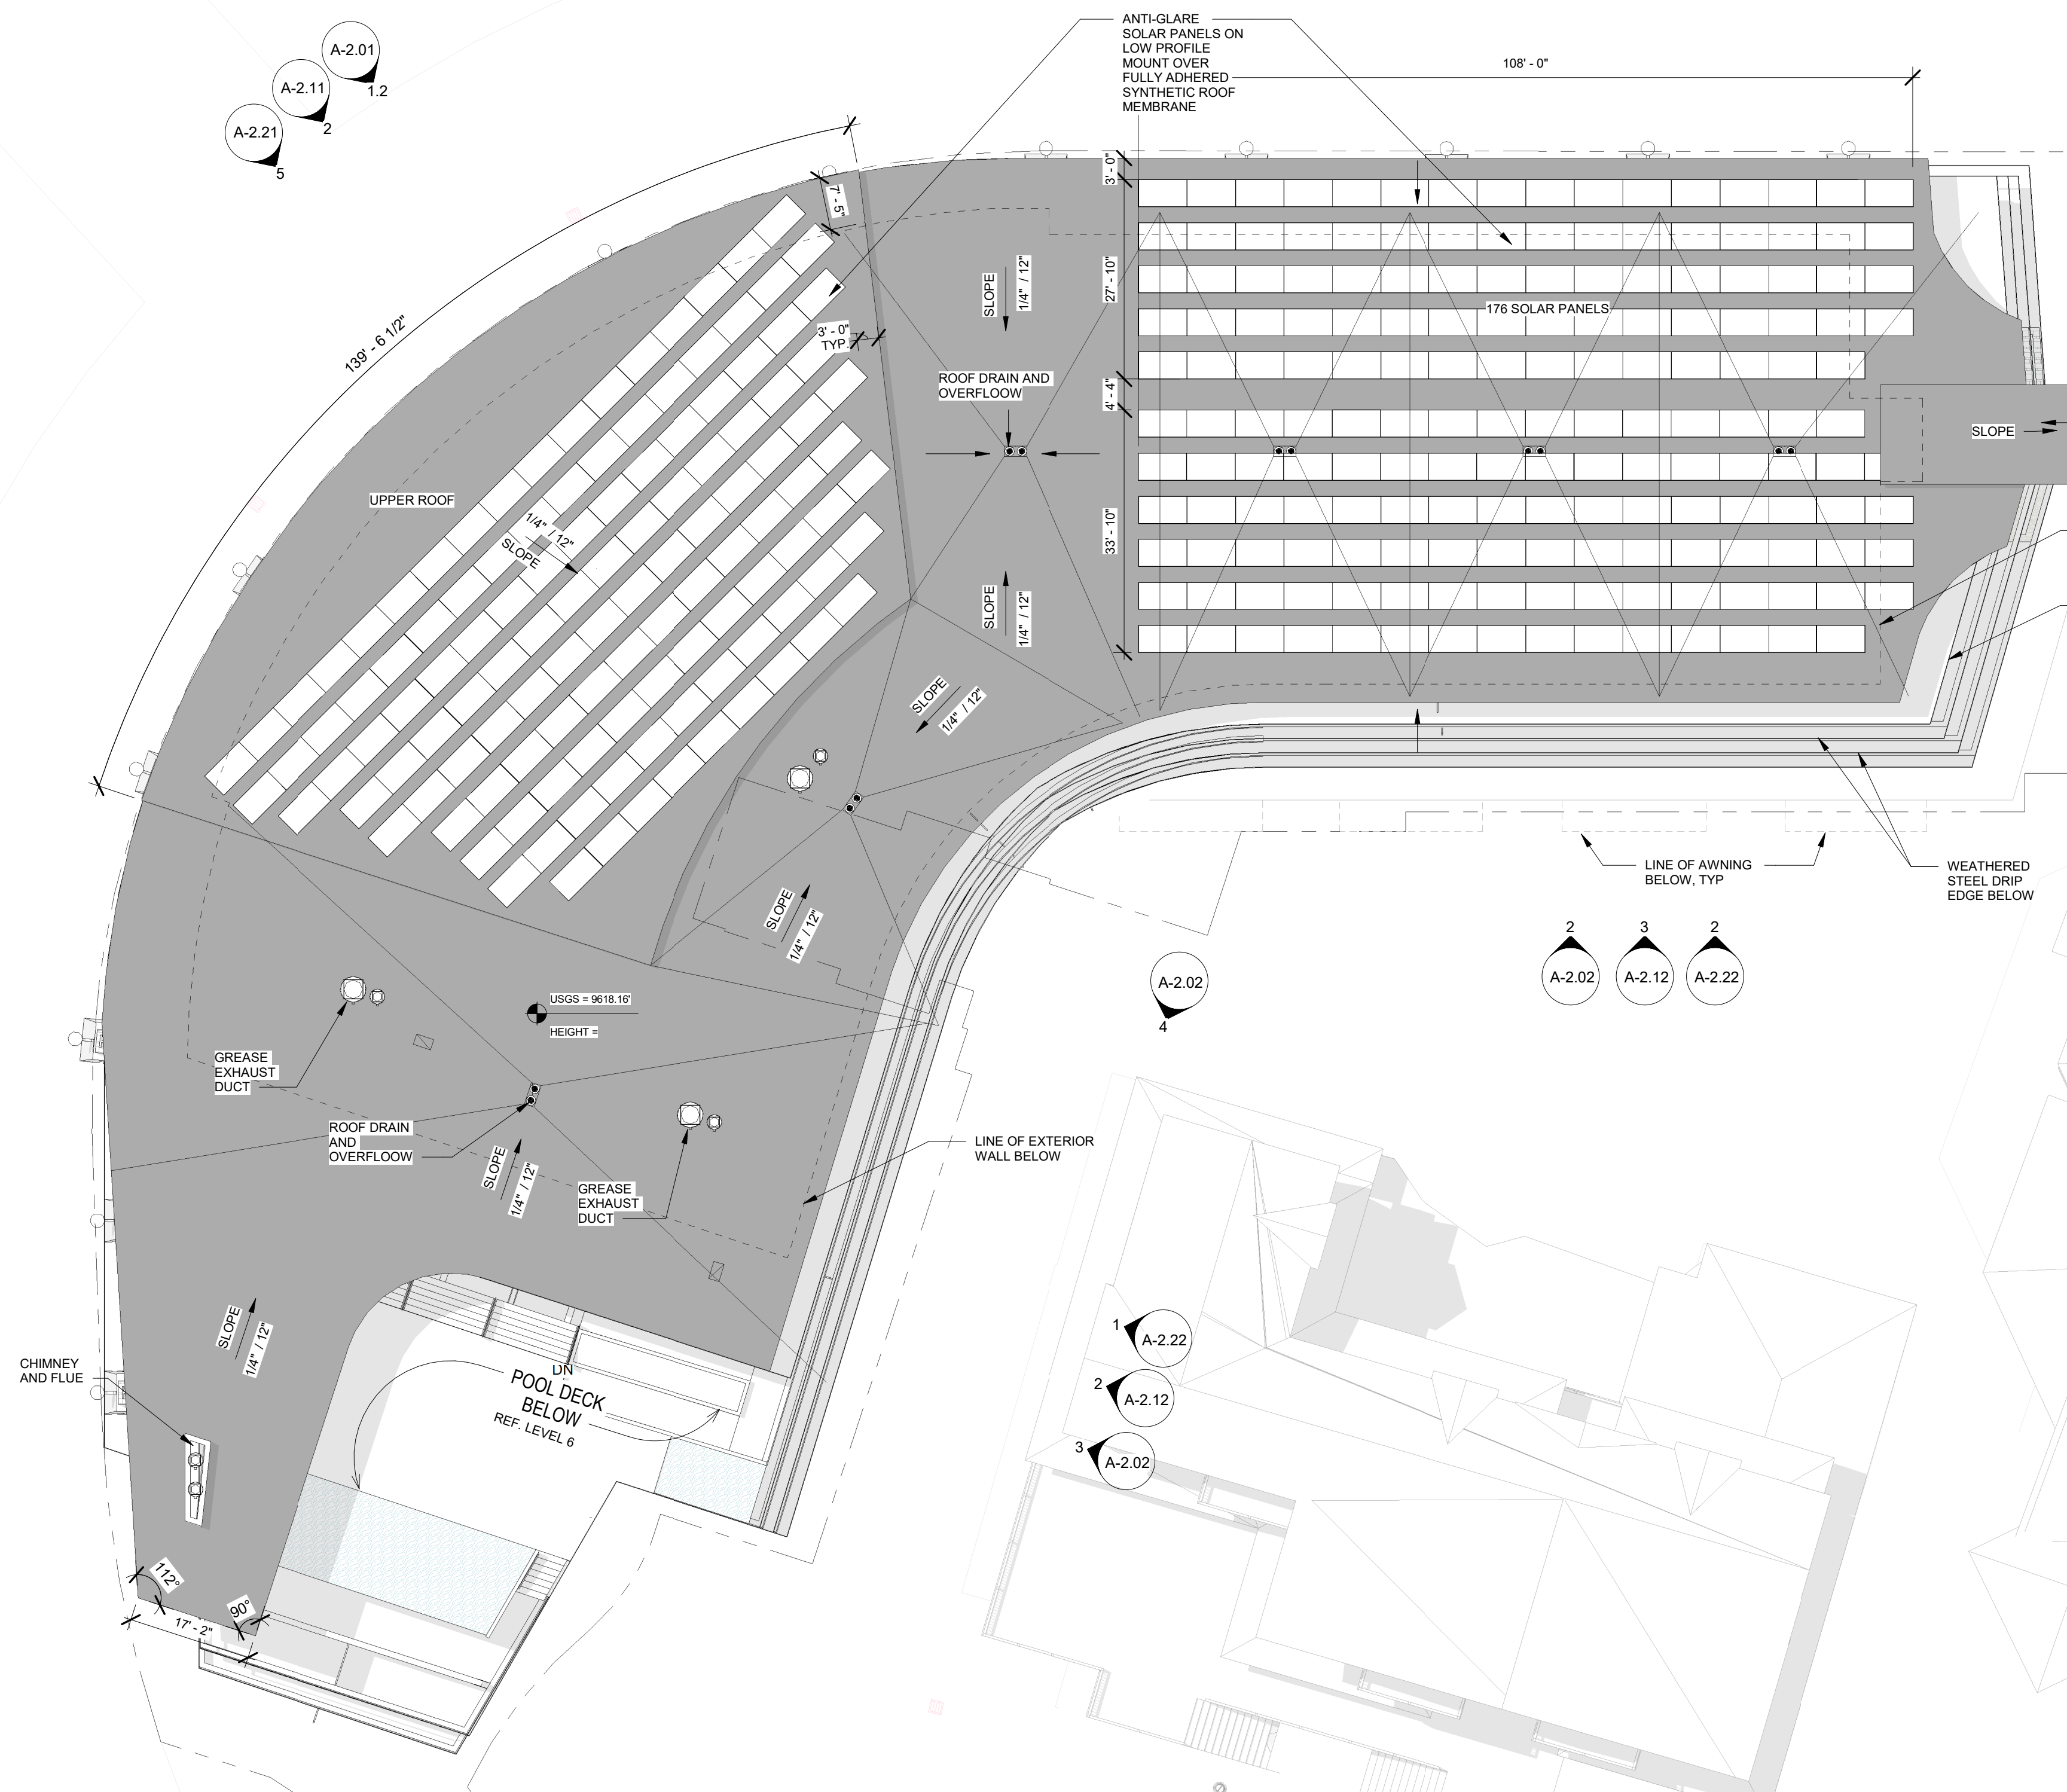 A-2.01
1.2
A-2.11
2
A-2.21
5
ANTI-GLARE
SOLAR PANELS ON
LOW PROFILE
MOUNT OVER
FULLY ADHERED
SYNTHETIC ROOF
MEMBRANE
108' - 0"
139' - 6 1/2"
7' - 5"
3' - 0"
3' - 0"
TYP.
27' - 10"
4' - 4"
33' - 10"
SLOPE
1/4" / 12"
176 SOLAR PANELS
ROOF DRAIN AND
OVERFLOOW
SLOPE
UPPER ROOF
1/4" / 12"
SLOPE
SLOPE
1/4" / 12"
SLOPE
1/4" / 12"
SLOPE
1/4" / 12"
LINE OF AWNING
BELOW, TYP
WEATHERED
STEEL DRIP
EDGE BELOW
2
A-2.02
3
A-2.12
2
A-2.22
A-2.02
4
USGS = 9618.16'
HEIGHT =
GREASE
EXHAUST
DUCT
ROOF DRAIN
AND
OVERFLOOW
SLOPE
1/4" / 12"
GREASE
EXHAUST
DUCT
LINE OF EXTERIOR
WALL BELOW
SLOPE
1/4" / 12"
CHIMNEY
AND FLUE
DN
POOL DECK
BELOW
REF. LEVEL 6
1
A-2.22
2
A-2.12
3
A-2.02
112°
90°
17' - 2"